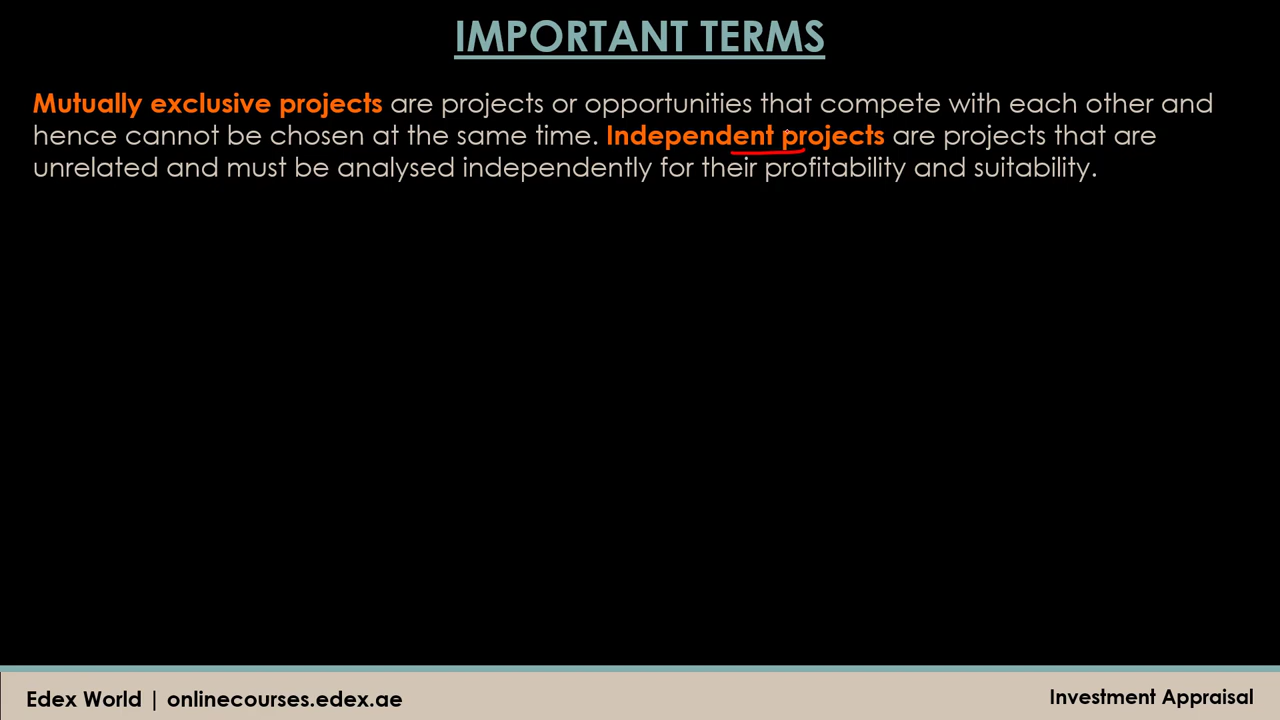 IMPORTANT TERMS
Mutually exclusive projects are projects or opportunities that compete with each other and
hence cannot be chosen at the same time. Independent projects are projects that are
unrelated and must be analysed independently for their profitability and suitability.
Edex World | onlinecourses.edex.ae
Investment Appraisal